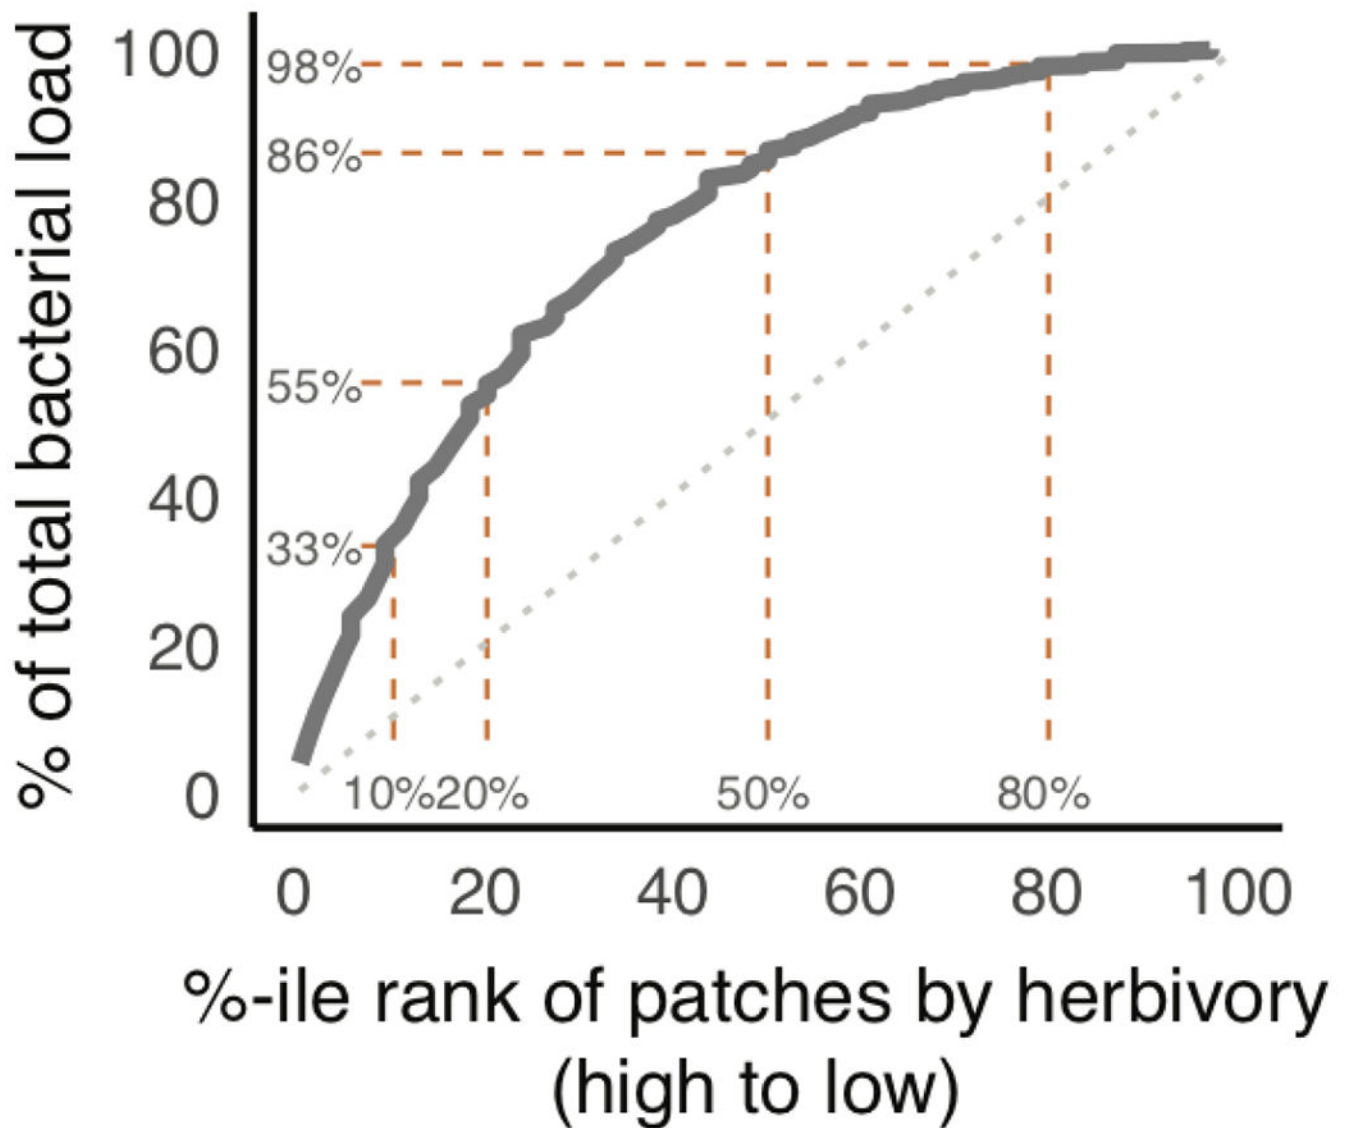 % of total bacterial load
100
80
60
40
20
0
98%
86%
55%
33%
10% 20% 50% 80%
0 20 40 60 80 100
%-ile rank of patches by herbivory
(high to low)